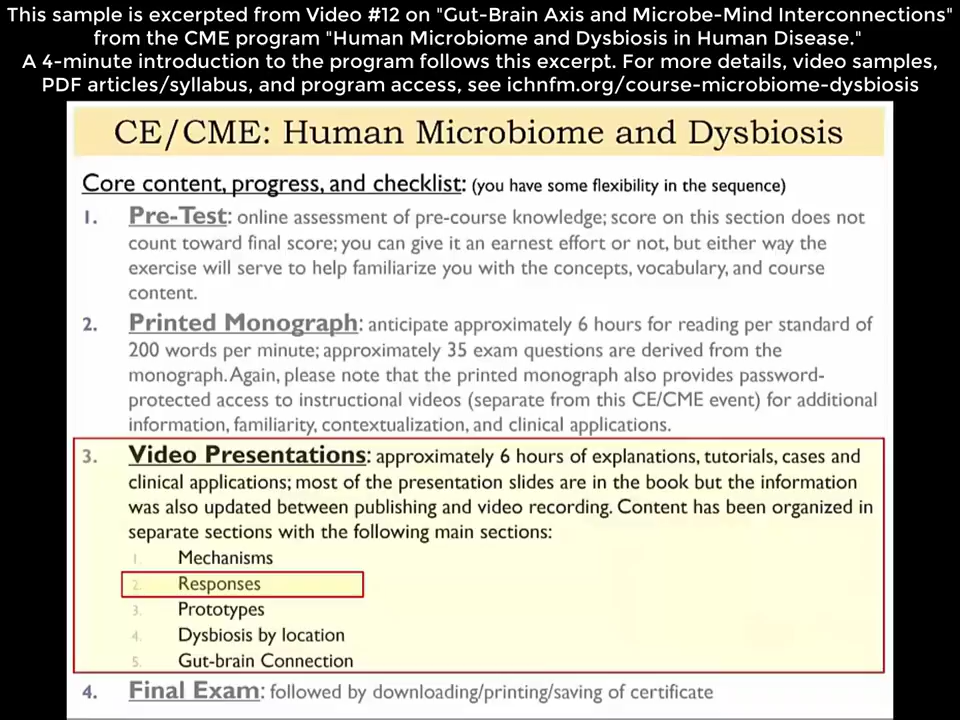 This sample is excerpted from Video #12 on "Gut-Brain Axis and Microbe-Mind Interconnections"
from the CME program "Human Microbiome and Dysbiosis in Human Disease."
A 4-minute introduction to the program follows this excerpt. For more details, video samples,
PDF articles/syllabus, and program access, see ichnfm.org/course-microbiome-dysbiosis
CE/CME: Human Microbiome and Dysbiosis
Core content, progress, and checklist: (you have some flexibility in the sequence)
1. Pre-Test: online assessment of pre-course knowledge; score on this section does not
count toward final score; you can give it an earnest effort or not, but either way the
exercise will serve to help familiarize you with the concepts, vocabulary, and course
content.
2. Printed Monograph: anticipate approximately 6 hours for reading per standard of
200 words per minute; approximately 35 exam questions are derived from the
monograph. Again, please note that the printed monograph also provides password-
protected access to instructional videos (separate from this CE/CME event) for additional
information, familiarity, contextualization, and clinical applications.
3. Video Presentations: approximately 6 hours of explanations, tutorials, cases and
clinical applications; most of the presentation slides are in the book but the information
was also updated between publishing and video recording. Content has been organized in
separate sections with the following main sections:
1. Mechanisms
2. Responses
3. Prototypes
4. Dysbiosis by location
5. Gut-brain Connection
4. Final Exam: followed by downloading/printing/saving of certificate